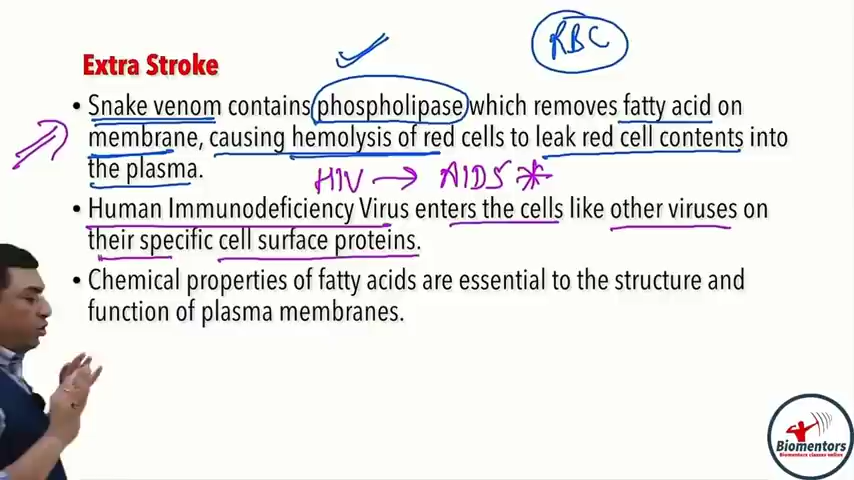 RBC
Extra Stroke
• Snake venom contains phospholipase which removes fatty acid on
membrane, causing hemolysis of red cells to leak red cell contents into
the plasma.
HIV → AIDS *
• Human Immunodeficiency Virus enters the cells like other viruses on
their specific cell surface proteins.
• Chemical properties of fatty acids are essential to the structure and
function of plasma membranes.
Biomentors
Biomentors classes online